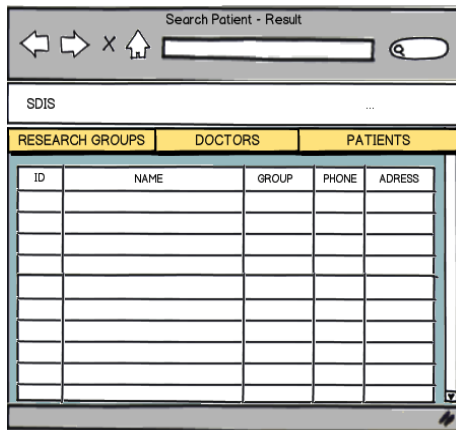 Search Patient - Result
SDIS ...
RESEARCH GROUPS DOCTORS PATIENTS
ID NAME GROUP PHONE ADRESS